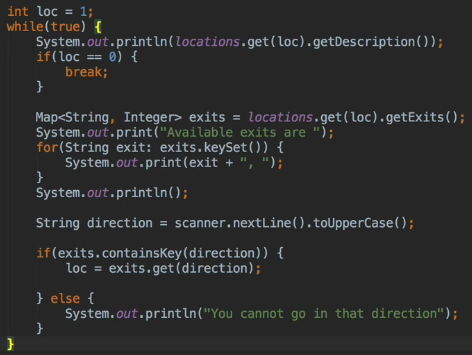 int loc = 1;
while(true) {
    System.out.println(locations.get(loc).getDescription());
    if(loc == 0) {
        break;
    }

    Map<String, Integer> exits = locations.get(loc).getExits();
    System.out.print("Available exits are ");
    for(String exit: exits.keySet()) {
        System.out.print(exit + ", ");
    }
    System.out.println();

    String direction = scanner.nextLine().toUpperCase();

    if(exits.containsKey(direction)) {
        loc = exits.get(direction);

    } else {
        System.out.println("You cannot go in that direction");
    }
}